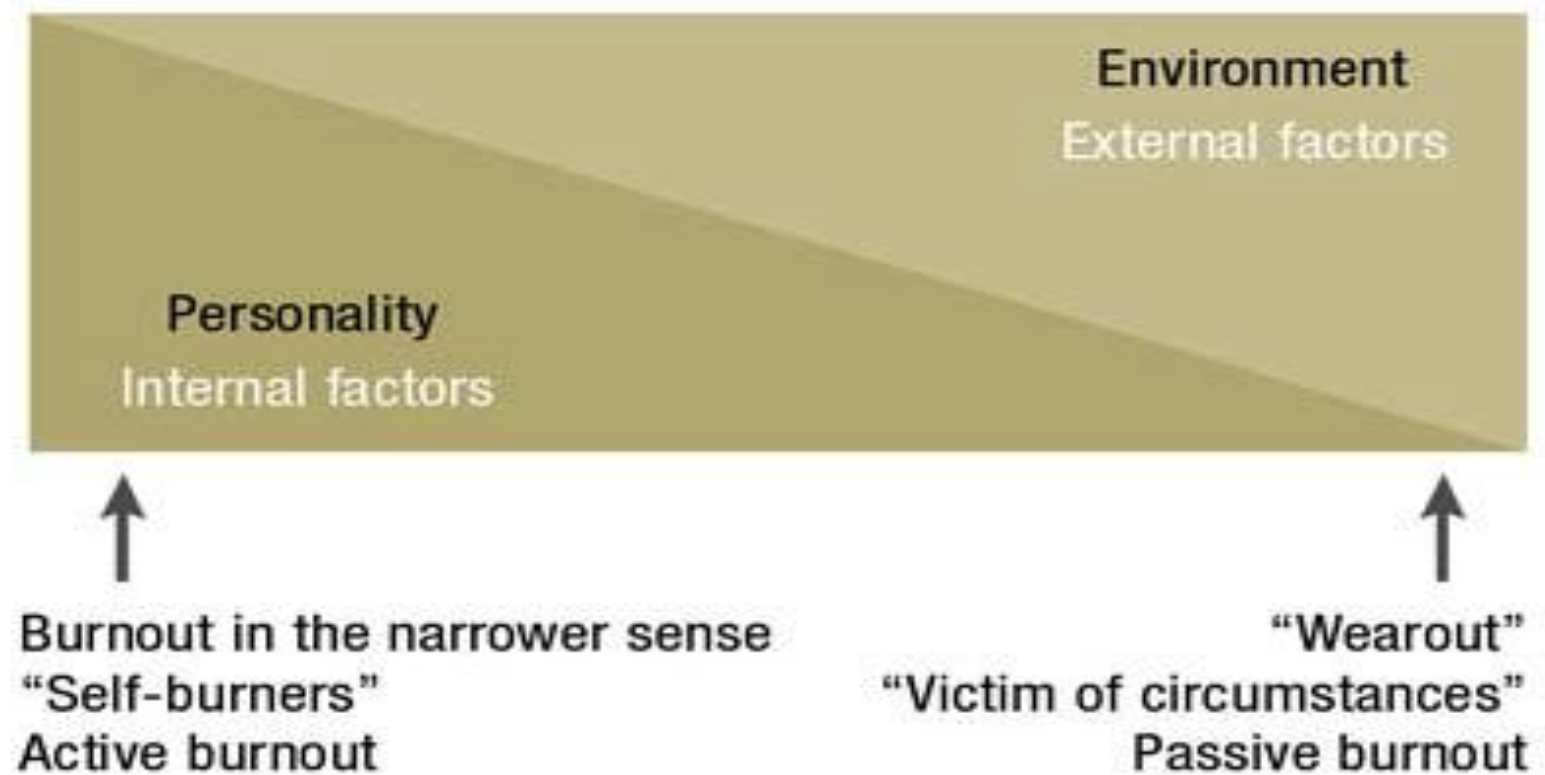 Environment
External factors
Personality
Internal factors
Burnout in the narrower sense
“Self-burners”
Active burnout
“Wearout”
“Victim of circumstances”
Passive burnout